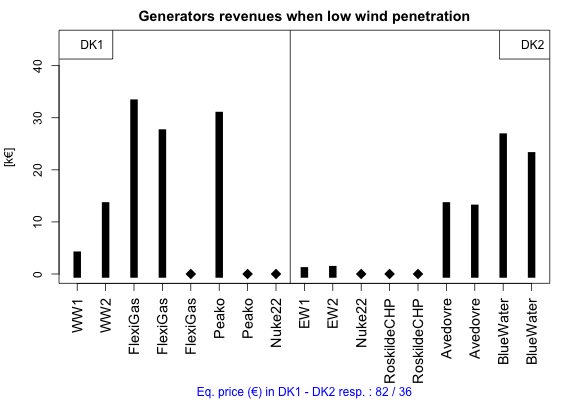 Generators revenues when low wind penetration
DK1
DK2
[k€]
40
30
20
10
0
WW1
WW2
FlexiGas
FlexiGas
FlexiGas
Peako
Peako
Nuke22
EW1
EW2
Nuke22
RoskildeCHP
RoskildeCHP
Avedovre
Avedovre
BlueWater
BlueWater
Eq. price (€) in DK1 - DK2 resp. : 82 / 36